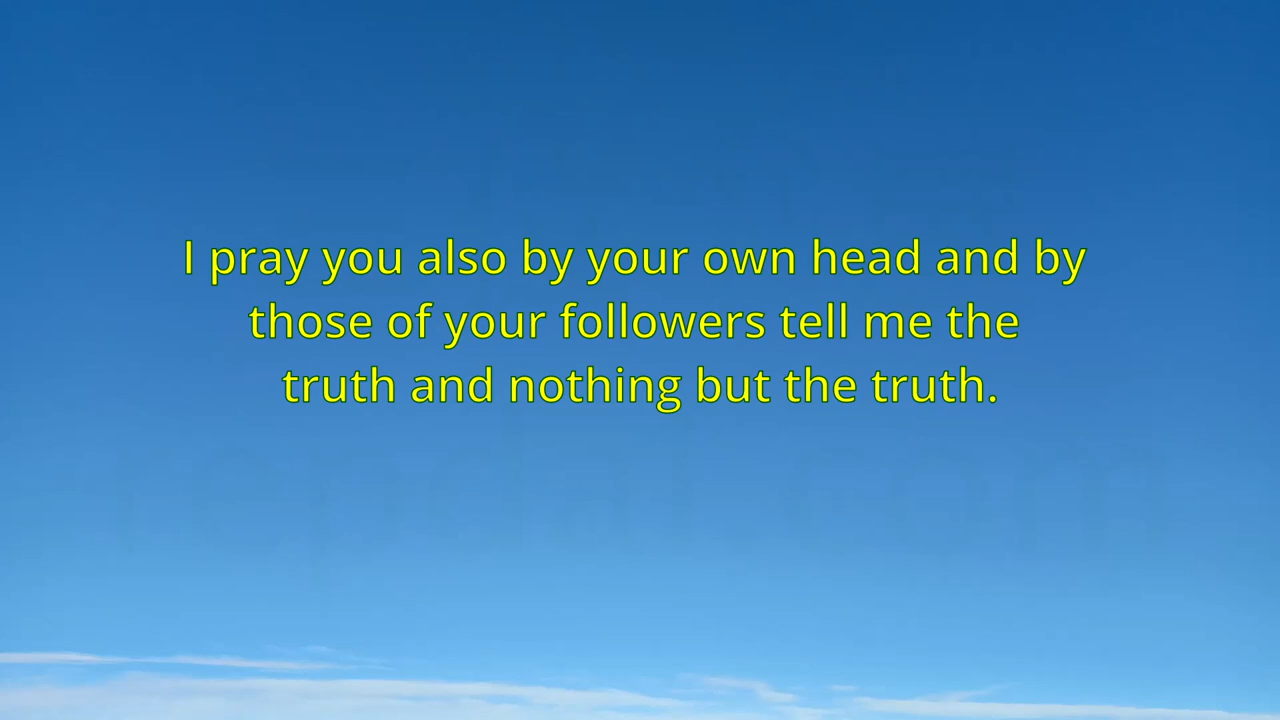 I pray you also by your own head and by
those of your followers tell me the
truth and nothing but the truth.